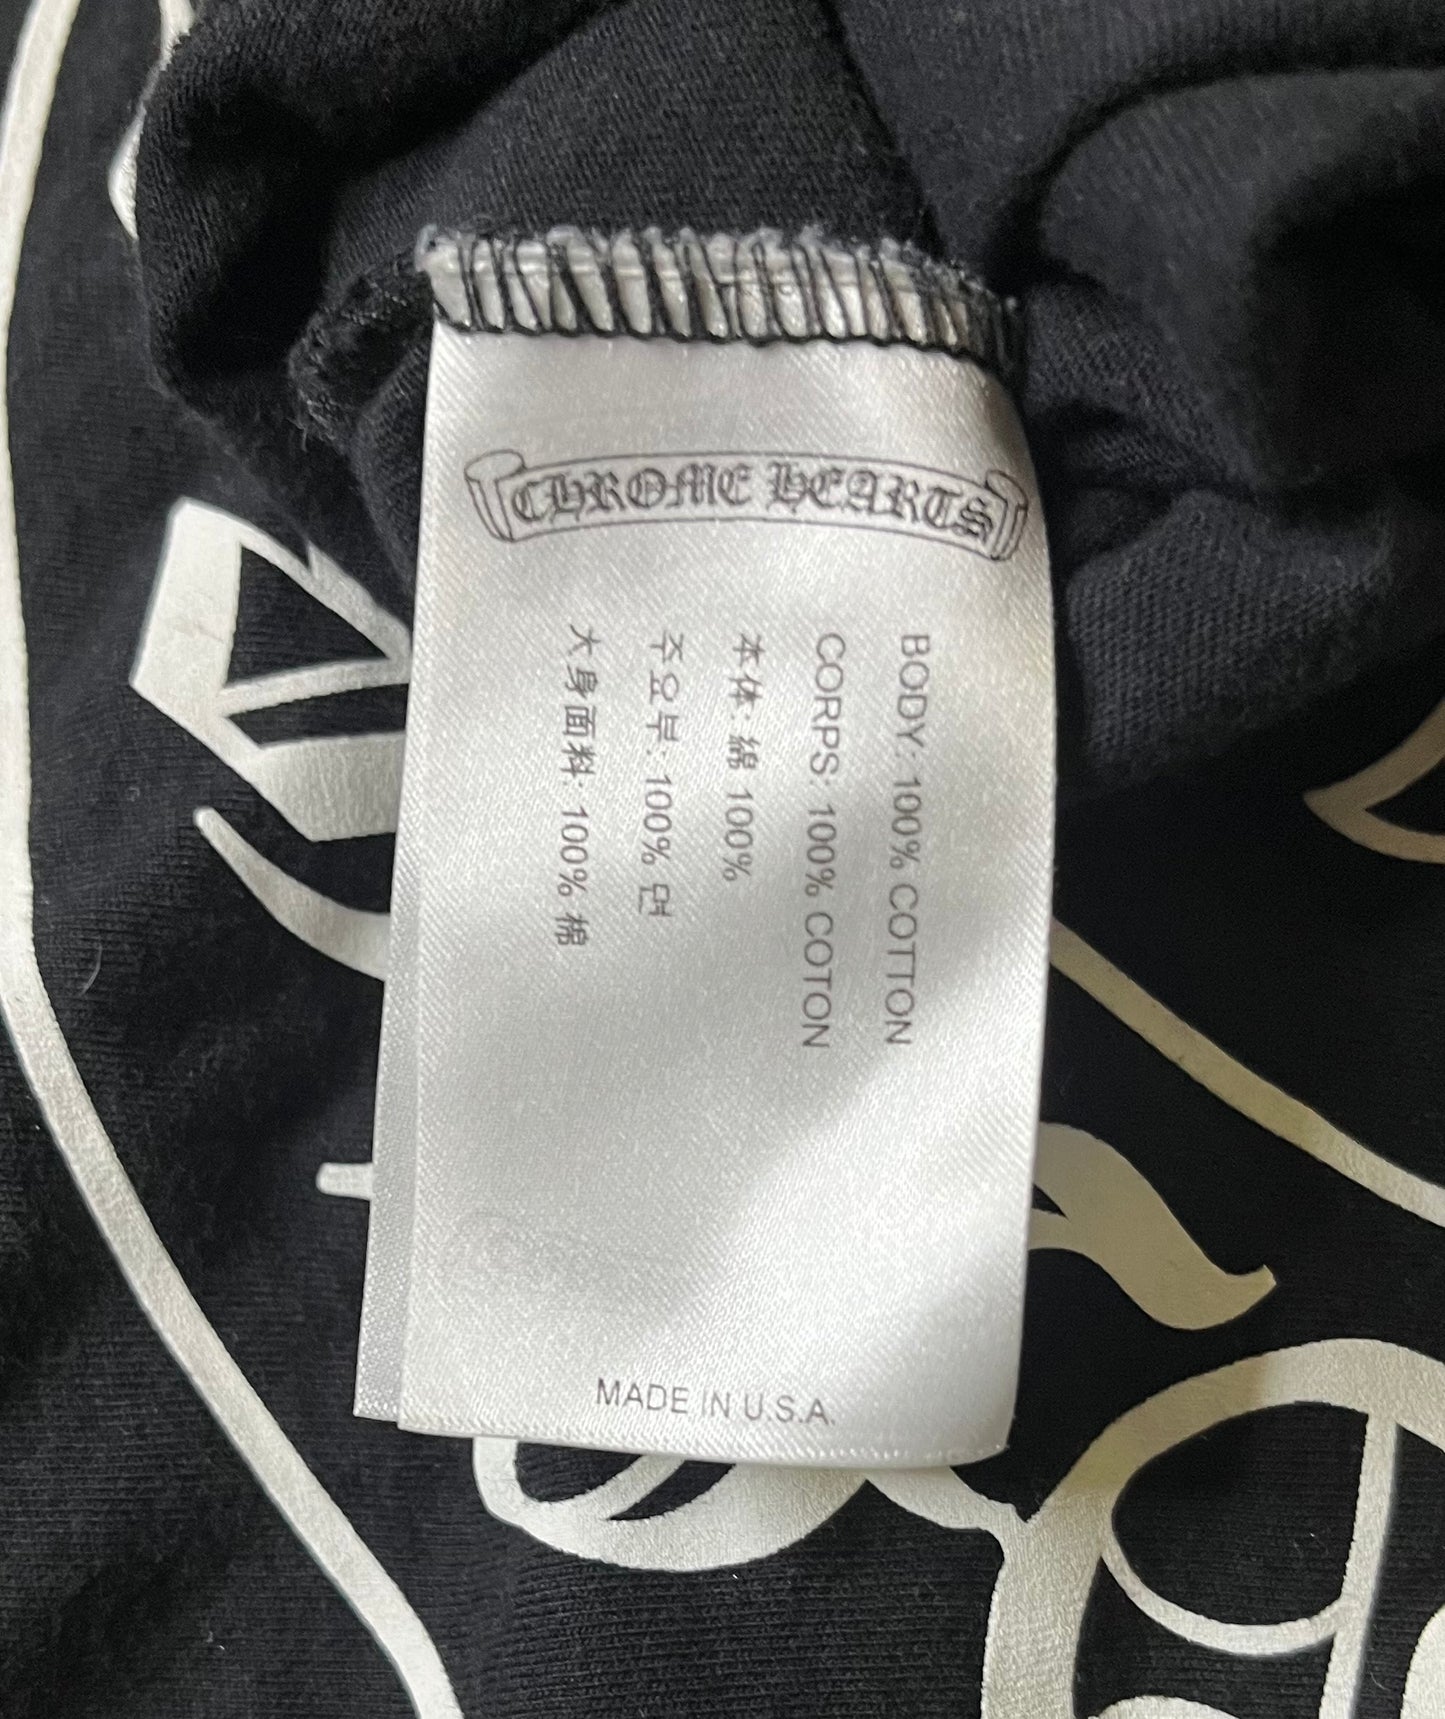 CHROME HEARTS
BODY: 100% COTTON
CORPS: 100% COTON
本体: 綿 100%
주요부: 100% 면
大身面料: 100% 棉
MADE IN U.S.A.